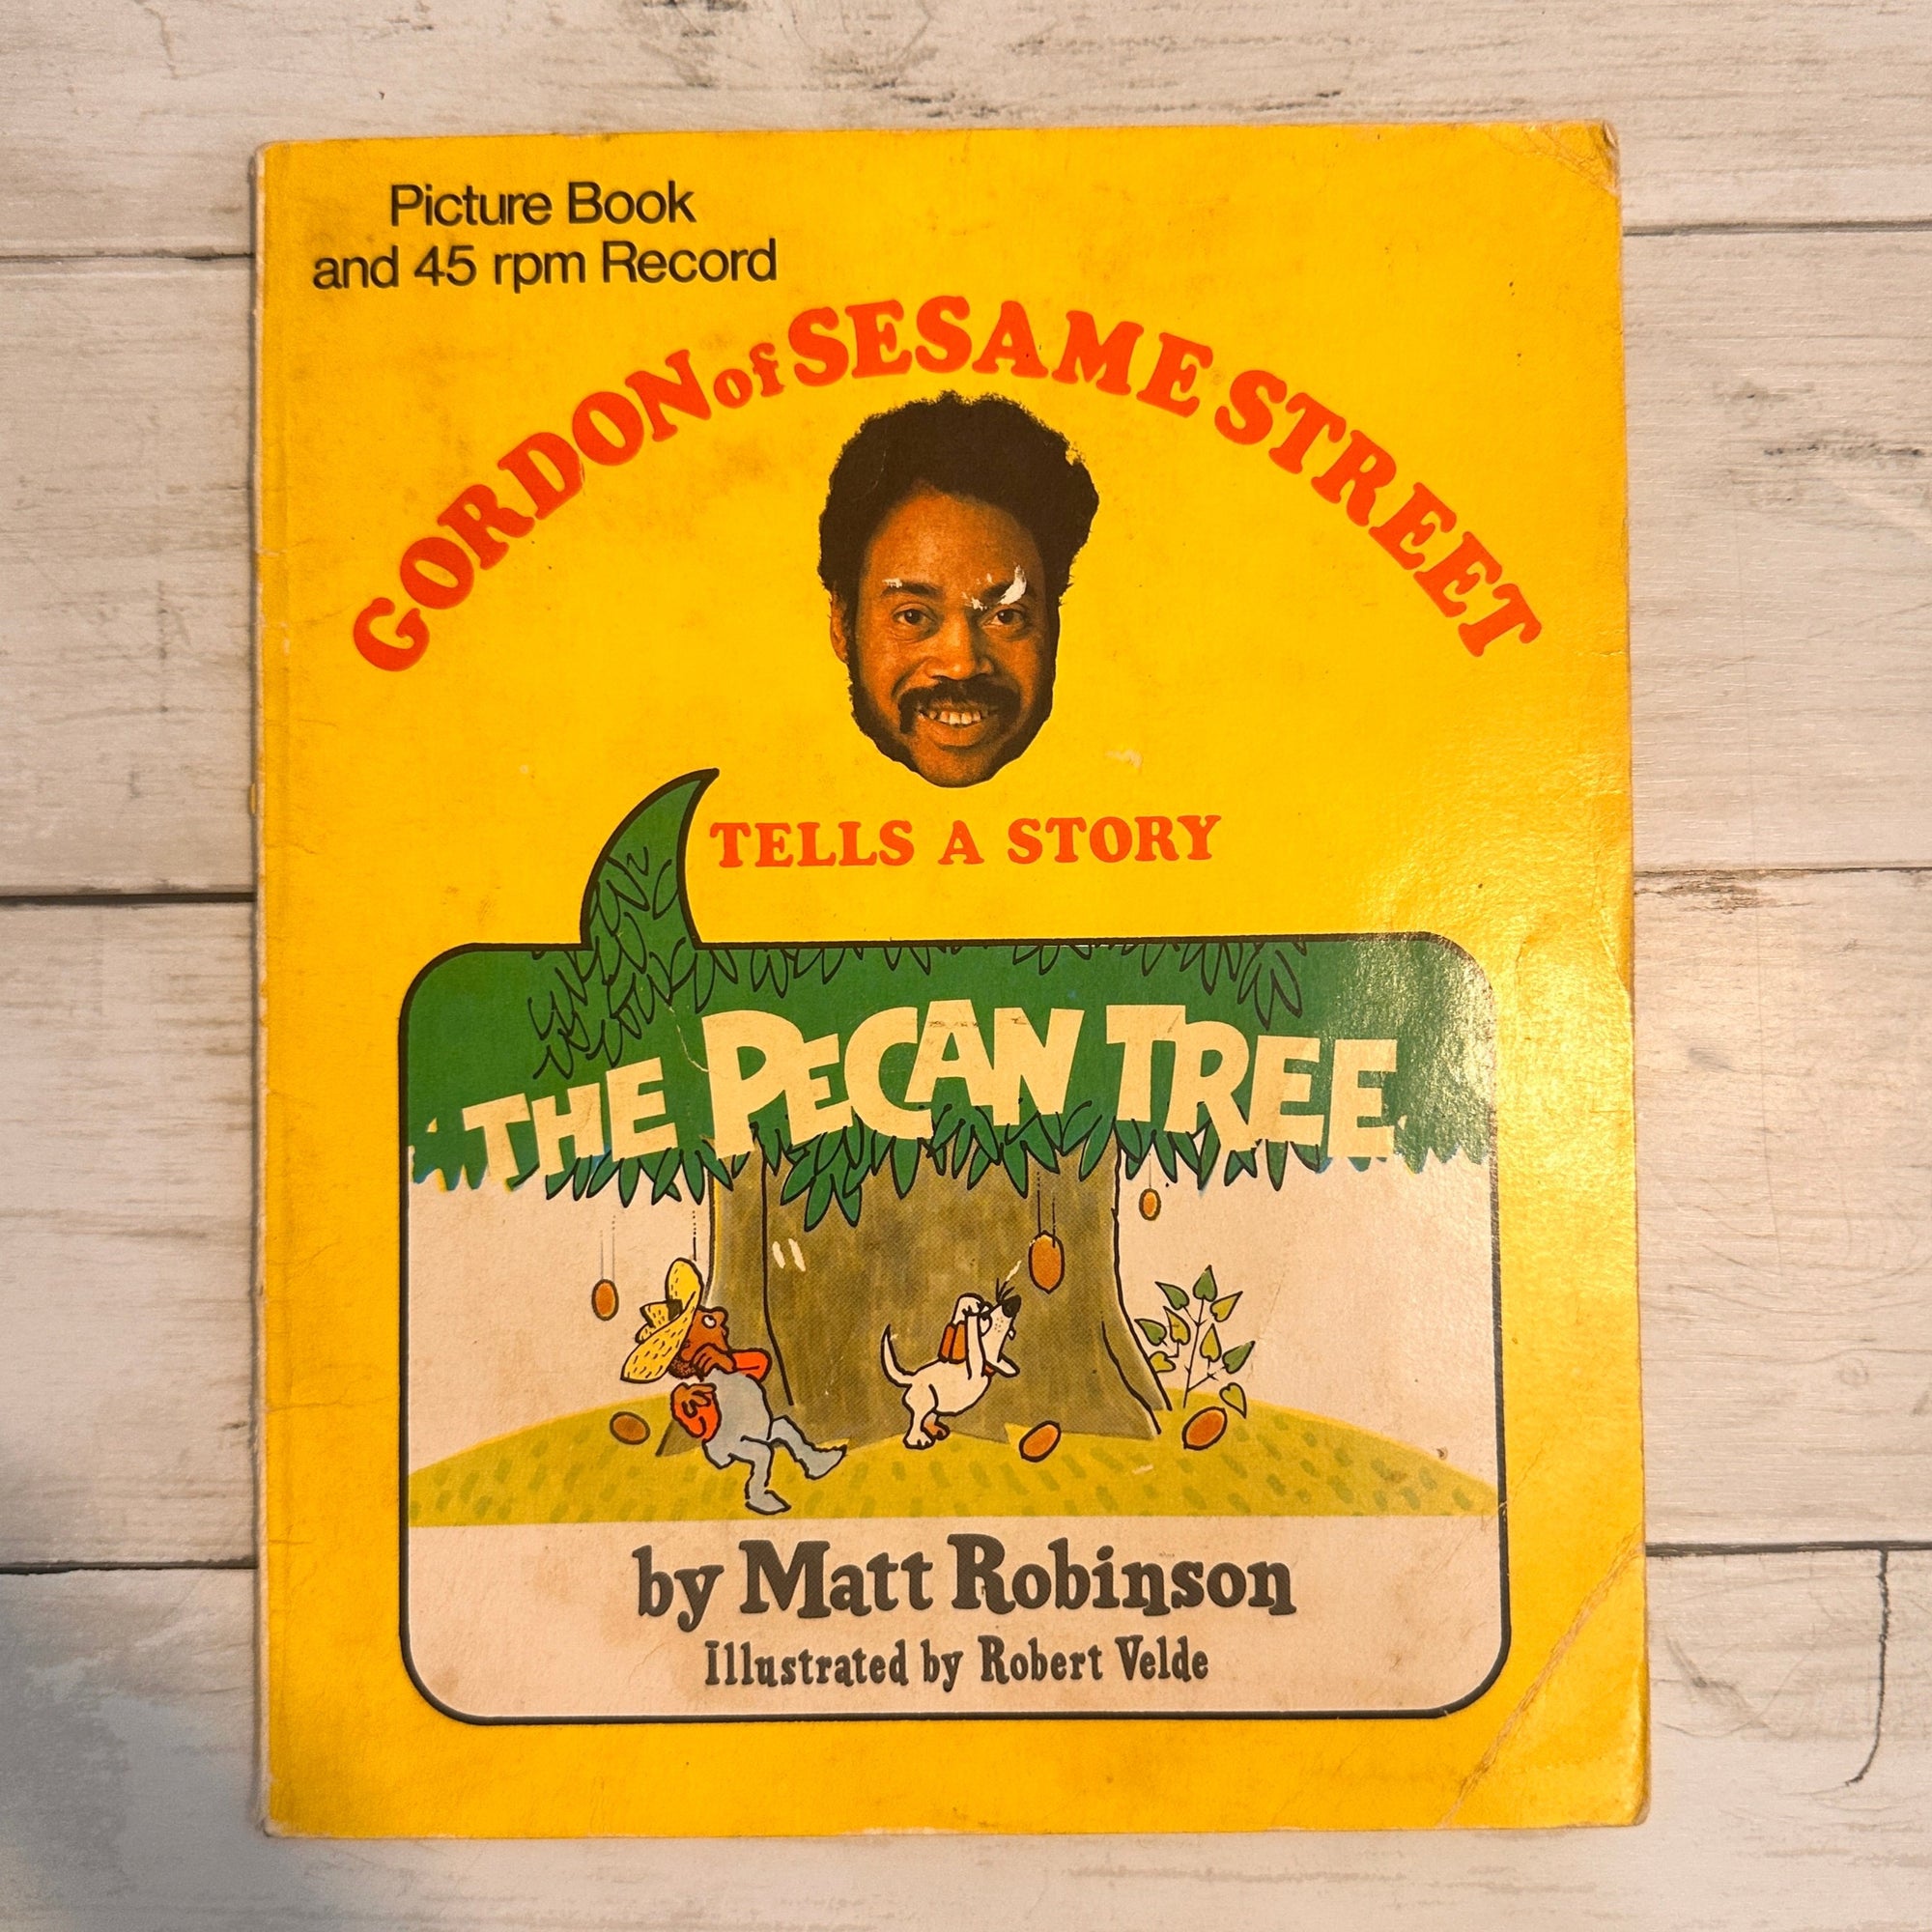 Picture Book
and 45 rpm Record
GORDON of SESAME STREET
TELLS A STORY
THE PECAN TREE
by Matt Robinson
Illustrated by Robert Velde